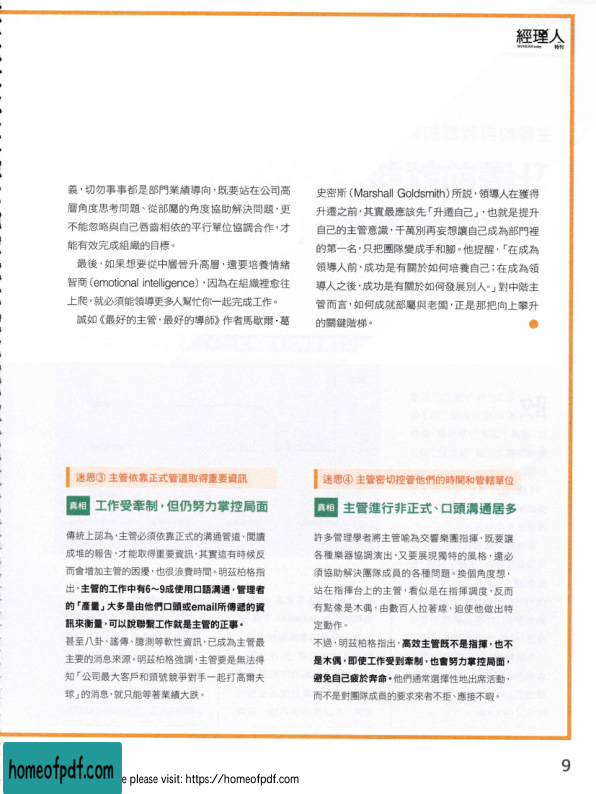 經理人
MANAGER today
特刊
義，切勿事事都是部門業績導向，既要站在公司高
層角度思考問題、從部屬的角度協助解決問題，更
不能忽略與自己唇齒相依的平行單位協調合作，才
能有效完成組織的目標。
最後，如果想要從中層晉升高層，還要培養情緒
智商（emotional intelligence），因為在組織裡愈往
上爬，就必須能領導更多人幫忙你一起完成工作。
誠如《最好的主管，最好的導師》作者馬歇爾‧葛
史密斯（Marshall Goldsmith）所說，領導人在獲得
升遷之前，其實最應該先「升遷自己」，也就是提升
自己的主管意識，千萬別再妄想讓自己成為部門裡
的第一名，只把團隊變成手和腳。他提醒，「在成為
領導人前，成功是有關於如何培養自己；在成為領
導人之後，成功是有關於如何發展別人。」對中階主
管而言，如何成就部屬與老闆，正是那把向上攀升
的關鍵階梯。
迷思③ 主管依靠正式管道取得重要資訊
真相 工作受牽制，但仍努力掌控局面
傳統上認為，主管必須依靠正式的溝通管道、閱讀
成堆的報告，才能取得重要資訊，其實這有時候反
而會增加主管的困擾，也很浪費時間。明茲柏格指
出，主管的工作中有6～9成使用口語溝通，管理者
的「產量」大多是由他們口頭或email所傳遞的資
訊來衡量，可以說聯繫工作就是主管的正事。
甚至八卦、謠傳、臆測等軟性資訊，已成為主管最
主要的消息來源。明茲柏格強調，主管要是無法得
知「公司最大客戶和頭號競爭對手一起打高爾夫
球」的消息，就只能等著業績大跌。
迷思④ 主管密切控管他們的時間和管轄單位
真相 主管進行非正式、口頭溝通居多
許多管理學者將主管喻為交響樂團指揮，既要讓
各種樂器協調演出，又要展現獨特的風格，還必
須協助解決團隊成員的各種問題。換個角度想，
站在指揮台上的主管，看似是在指揮調度，反而
有點像是木偶，由數百人拉著線，迫使他做出特
定動作。
不過，明茲柏格指出，高效主管既不是指揮，也不
是木偶，即使工作受到牽制，也會努力掌控局面，
避免自己疲於奔命。他們通常選擇性地出席活動，
而不是對團隊成員的要求來者不拒、應接不暇。
9
homeofpdf.com
e please visit: https://homeofpdf.com